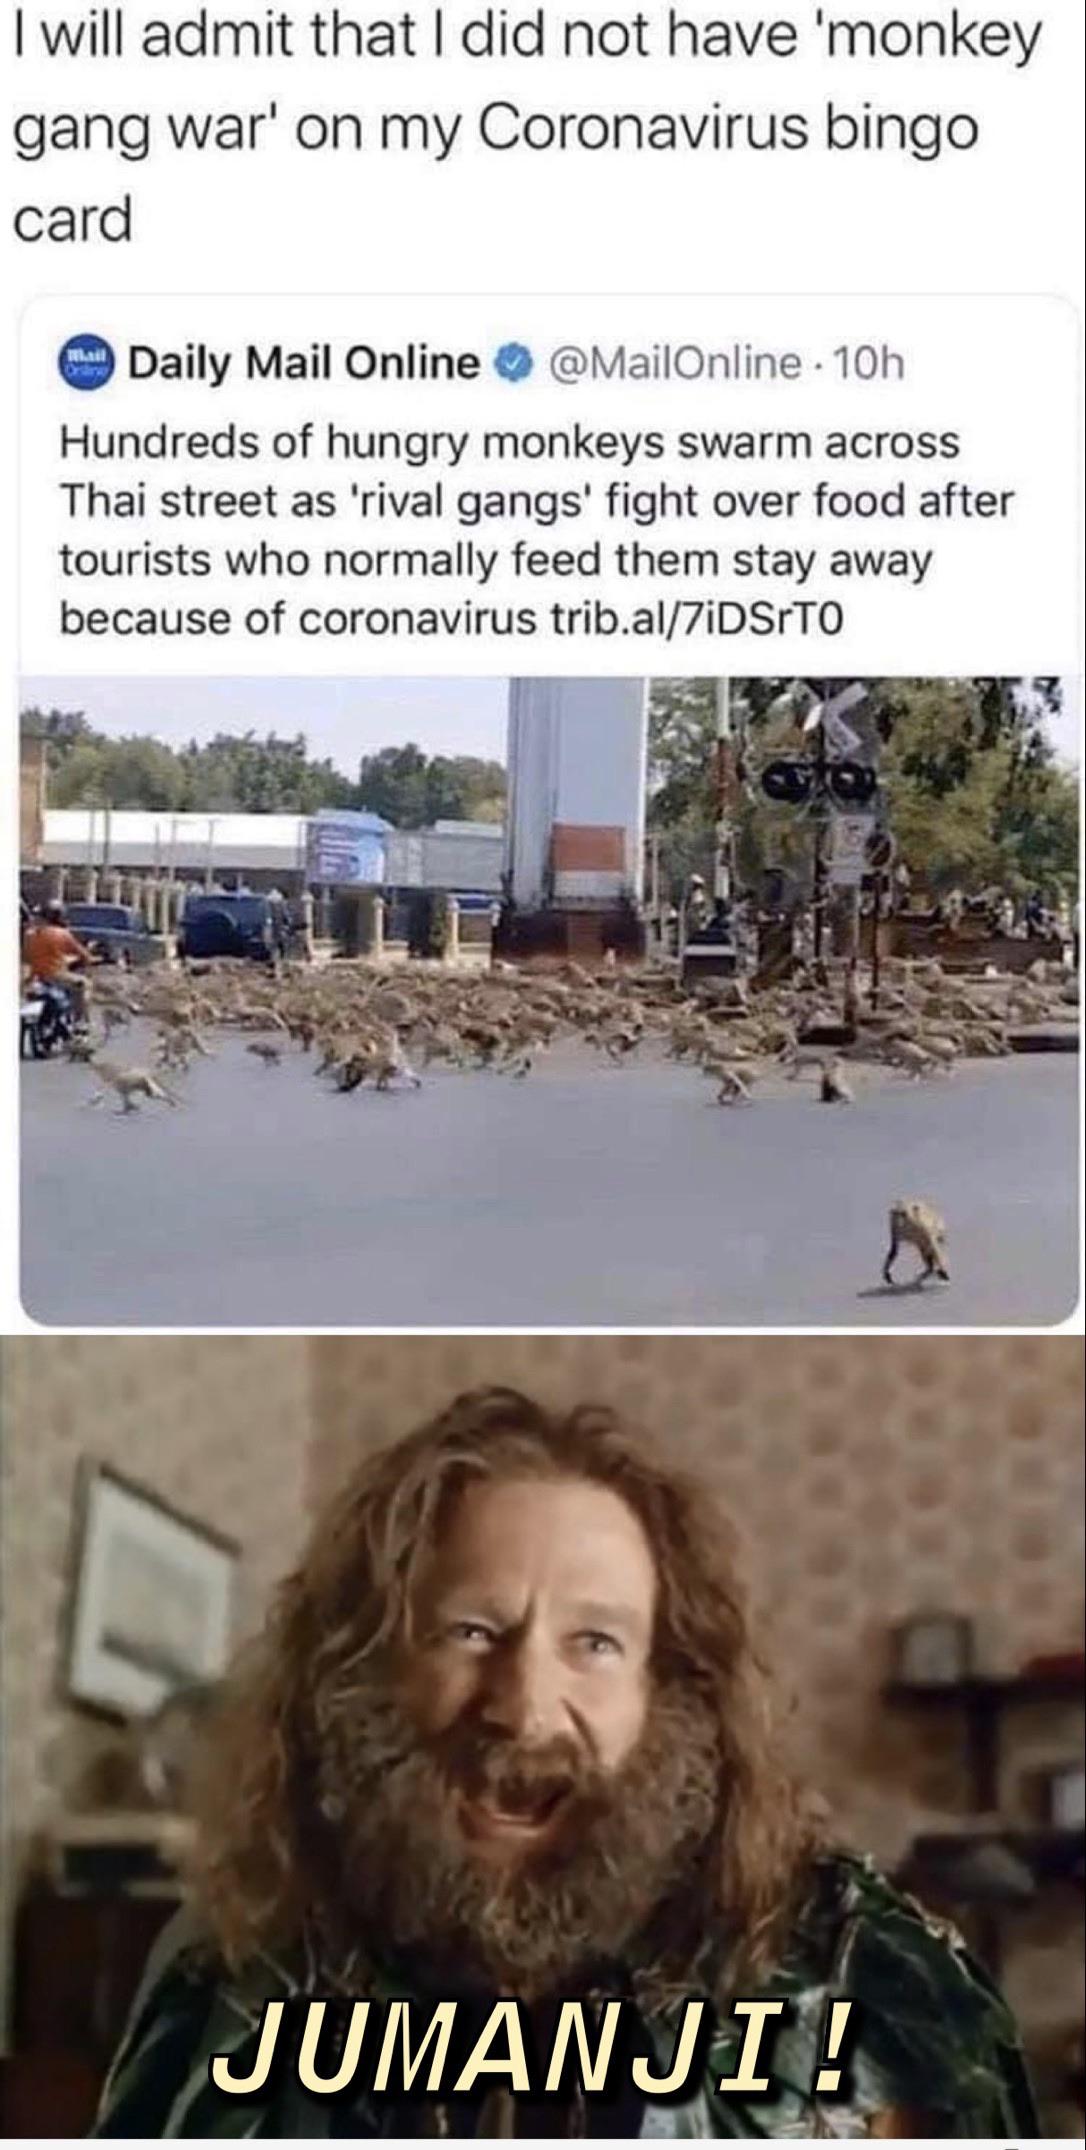 I will admit that I did not have 'monkey
gang war' on my Coronavirus bingo
card
Mail
Online
Daily Mail Online @MailOnline · 10h
Hundreds of hungry monkeys swarm across
Thai street as 'rival gangs' fight over food after
tourists who normally feed them stay away
because of coronavirus trib.al/7iDSrT0
JUMANJI!